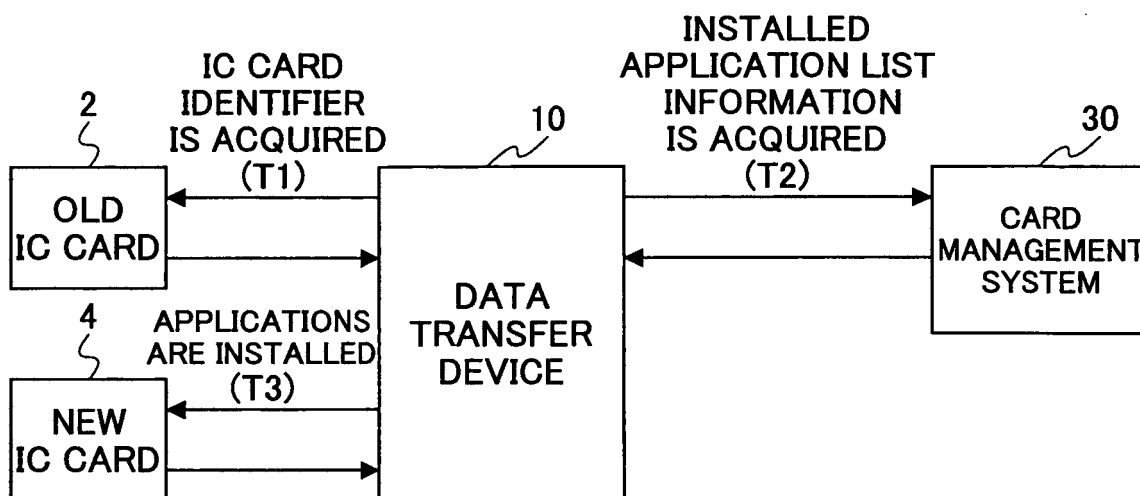 2
OLD
IC CARD
IC CARD
IDENTIFIER
IS ACQUIRED
(T1)
10
DATA
TRANSFER
DEVICE
INSTALLED
APPLICATION LIST
INFORMATION
IS ACQUIRED
(T2)
30
CARD
MANAGEMENT
SYSTEM
4
NEW
IC CARD
APPLICATIONS
ARE INSTALLED
(T3)